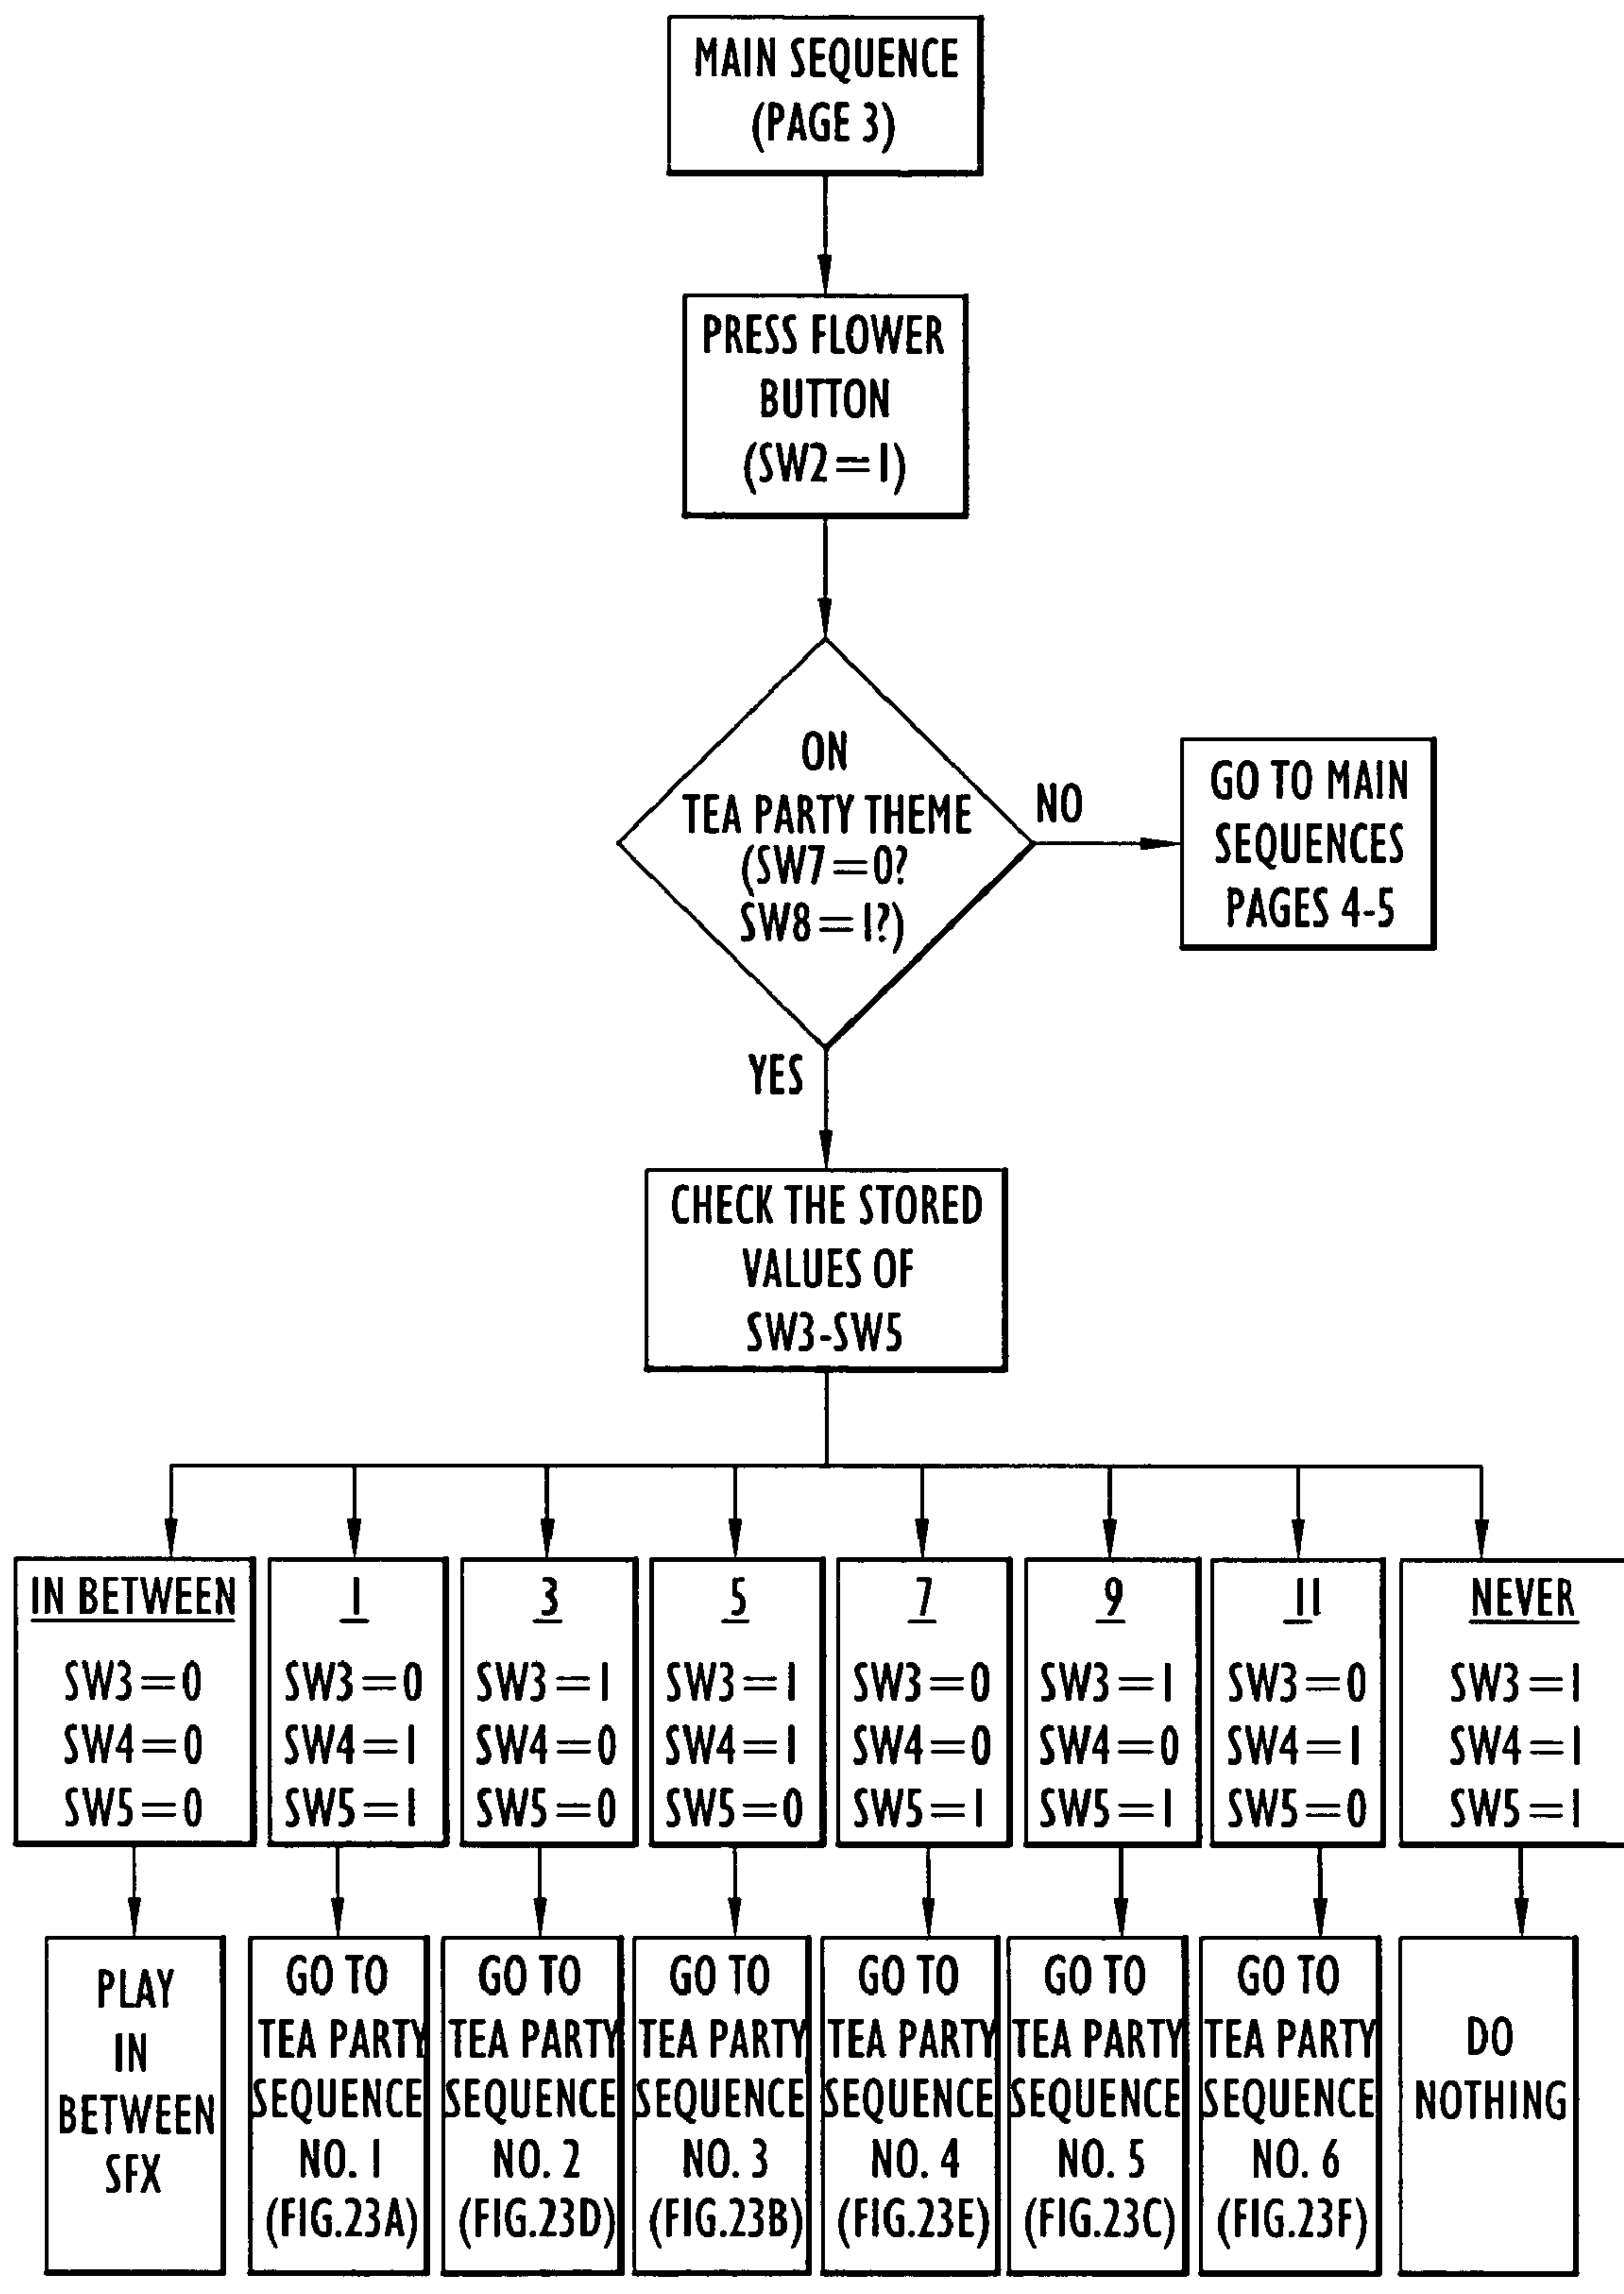 MAIN SEQUENCE
(PAGE 3)
PRESS FLOWER
BUTTON
(SW2=1)
ON
TEA PARTY THEME
(SW7=0?
SW8=1?)
NO
GO TO MAIN
SEQUENCES
PAGES 4-5
YES
CHECK THE STORED
VALUES OF
SW3-SW5
IN BETWEEN
SW3=0
SW4=0
SW5=0
1
SW3=0
SW4=1
SW5=1
3
SW3=1
SW4=0
SW5=0
5
SW3=1
SW4=1
SW5=0
7
SW3=0
SW4=0
SW5=1
9
SW3=1
SW4=0
SW5=1
11
SW3=0
SW4=1
SW5=0
NEVER
SW3=1
SW4=1
SW5=1
PLAY
IN
BETWEEN
SFX
GO TO
TEA PARTY
SEQUENCE
NO. 1
(FIG.23A)
GO TO
TEA PARTY
SEQUENCE
NO. 2
(FIG.23D)
GO TO
TEA PARTY
SEQUENCE
NO. 3
(FIG.23B)
GO TO
TEA PARTY
SEQUENCE
NO. 4
(FIG.23E)
GO TO
TEA PARTY
SEQUENCE
NO. 5
(FIG.23C)
GO TO
TEA PARTY
SEQUENCE
NO. 6
(FIG.23F)
DO
NOTHING